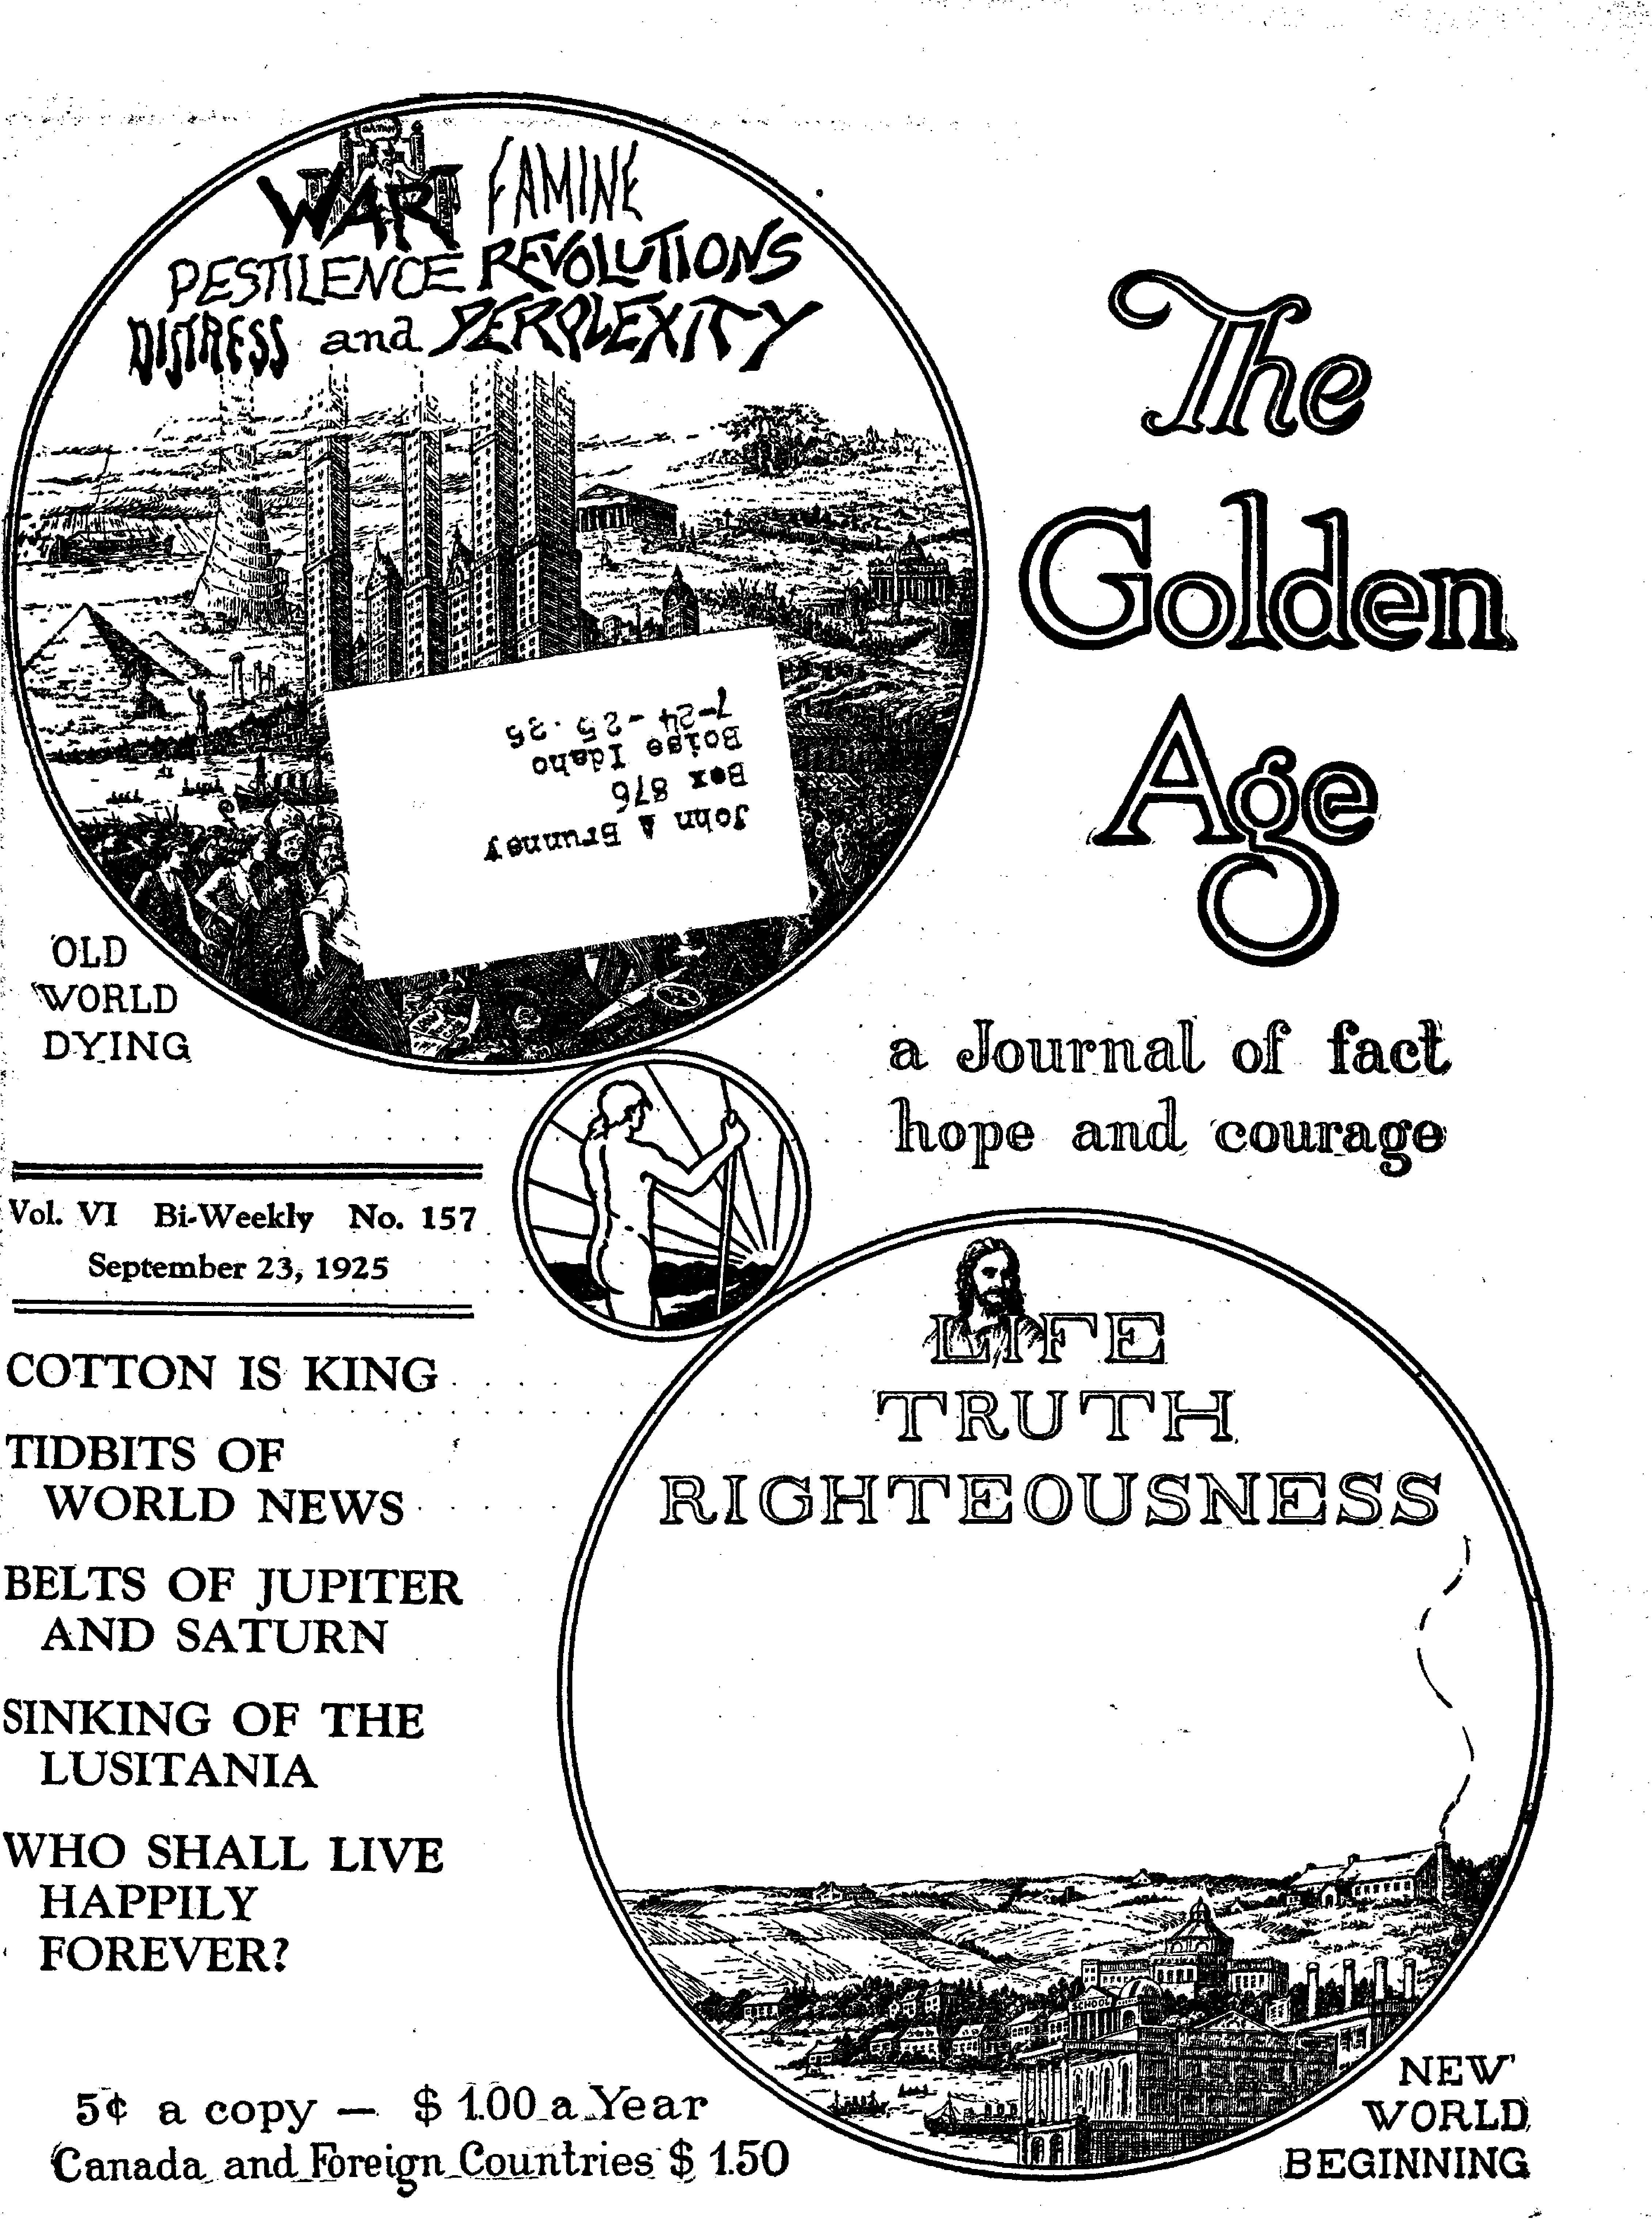 SATAN
WAR FAMINE
PESTILENCE REVOLUTIONS
DISTRESS and PERPLEXITY
The
Golden
Age
John A Brunney
Box 876
Boise Idaho
7-24-25.25
OLD
WORLD
DYING
a Journal of fact
hope and courage
Vol. VI Bi-Weekly No. 157
September 23, 1925
COTTON IS KING
TIDBITS OF
WORLD NEWS
BELTS OF JUPITER
AND SATURN
SINKING OF THE
LUSITANIA
WHO SHALL LIVE
HAPPILY
FOREVER?
LIFE
TRUTH
RIGHTEOUSNESS
SCHOOL
5¢ a copy — $ 1.00 a Year
Canada and Foreign Countries $ 1.50
NEW
WORLD
BEGINNING